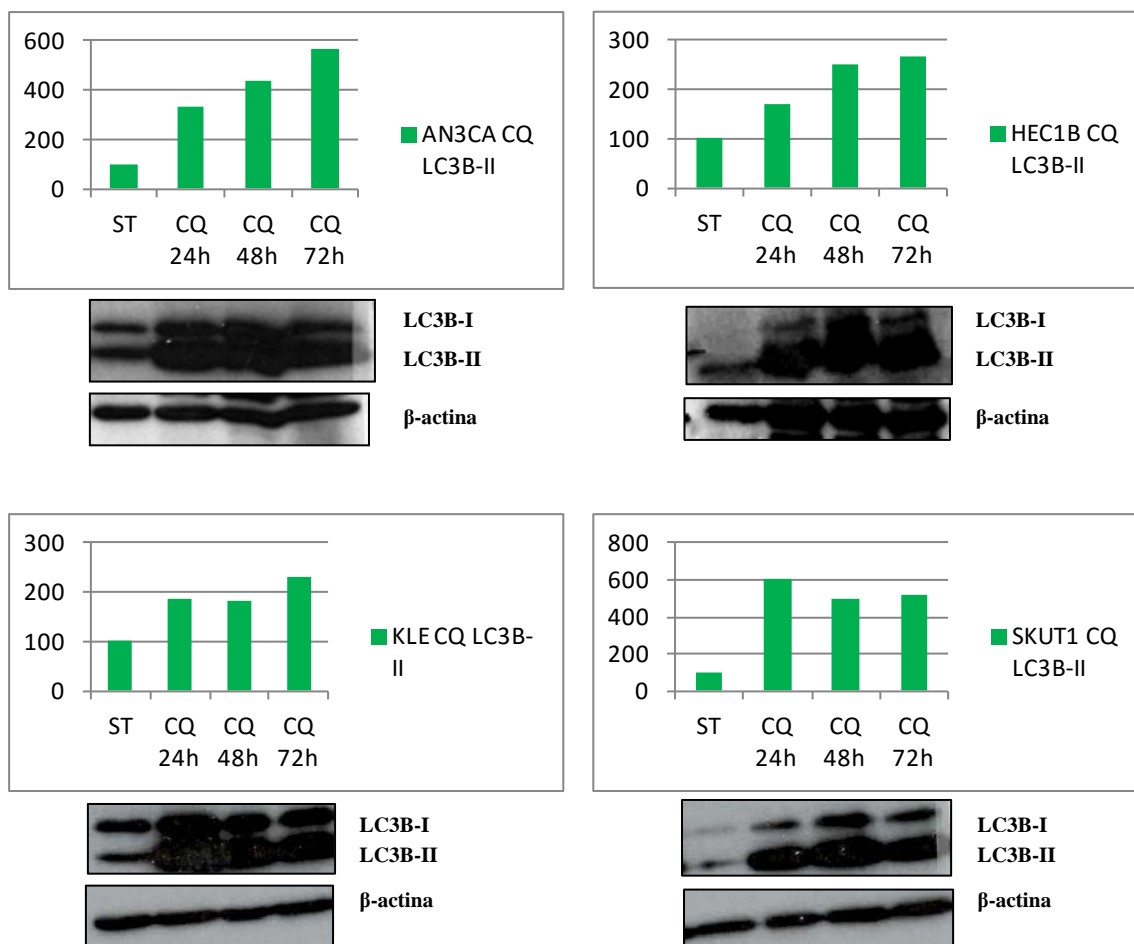 600
400
200
0
ST
CQ
24h
CQ
48h
CQ
72h
AN3CA CQ
LC3B-II
LC3B-I
LC3B-II
β-actina
300
200
100
0
ST
CQ
24h
CQ
48h
CQ
72h
HEC1B CQ
LC3B-II
LC3B-I
LC3B-II
β-actina
300
200
100
0
ST
CQ
24h
CQ
48h
CQ
72h
KLE CQ LC3B-
II
LC3B-I
LC3B-II
β-actina
800
600
400
200
0
ST
CQ
24h
CQ
48h
CQ
72h
SKUT1 CQ
LC3B-II
LC3B-I
LC3B-II
β-actina